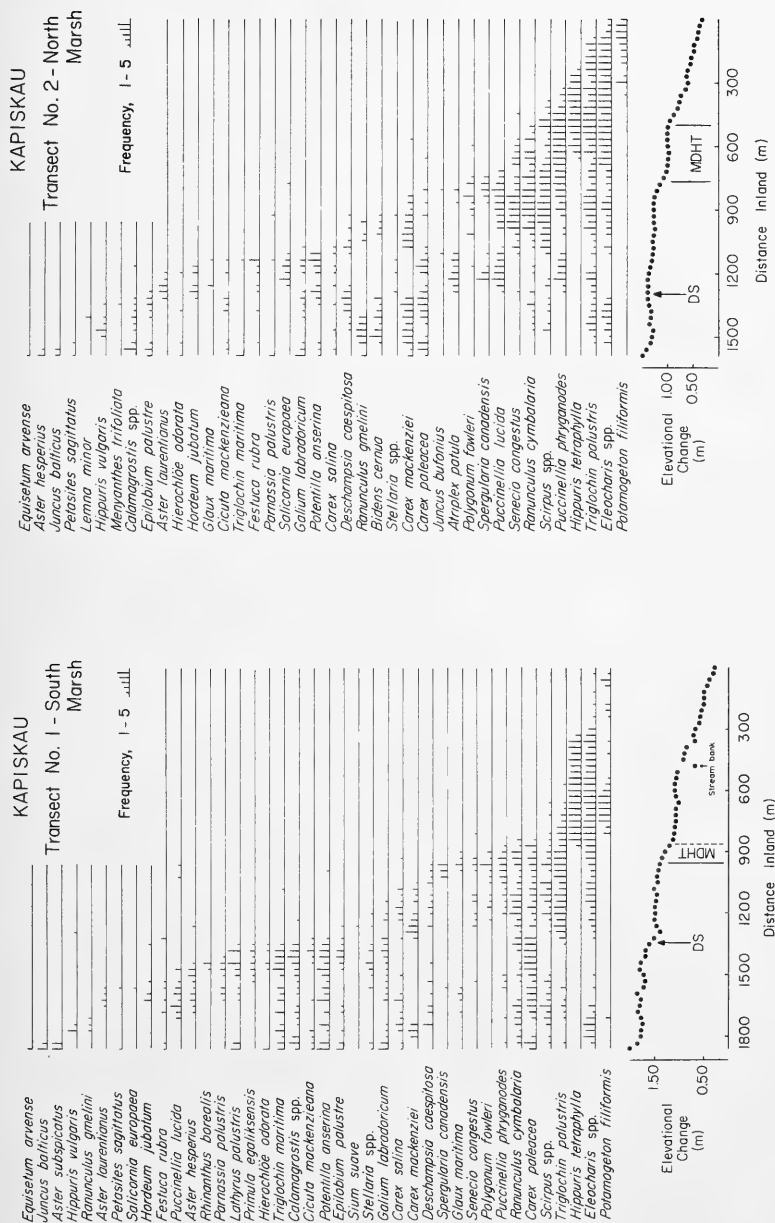 KAPISKAU
Transect No. 1 - South
Marsh
Frequency, 1 - 5
Equisetum arvense
Juncus balticus
Aster subspicatus
Hippuris vulgaris
Ranunculus gmelini
Aster laurentianus
Petasites sagittatus
Salicornia europaea
Hordeum jubatum
Festuca rubra
Puccinellia lucida
Aster hesperius
Rhinanthus borealis
Parnassia palustris
Lathyrus palustris
Primula egaliksensis
Hierochlöe odorata
Triglochin maritima
Calamagrostis spp.
Cicuta mackenzieana
Potentilla anserina
Epilobium palustre
Sium suave
Stellaria spp.
Galium labradoricum
Carex salina
Carex mackenziei
Deschampsia caespitosa
Spergularia canadensis
Glaux maritima
Senecio congestus
Polygonum fowleri
Puccinellia phryganodes
Ranunculus cymbalaria
Carex paleacea
Scirpus spp.
Triglochin palustris
Hippuris tetraphylla
Eleocharis spp.
Potamogeton filiformis
Elevational
Change
(m)
1.50
0.50
DS
MDHT
Stream bank
1800
1500
1200
900
600
300
Distance Inland (m)
KAPISKAU
Transect No. 2 - North
Marsh
Frequency, 1 - 5
Equisetum arvense
Aster hesperius
Juncus balticus
Petasites sagittatus
Lemna minor
Hippuris vulgaris
Menyanthes trifoliata
Calamagrostis spp.
Epilobium palustre
Aster laurentianus
Hierochlöe odorata
Hordeum jubatum
Glaux maritima
Cicuta mackenzieana
Triglochin maritima
Festuca rubra
Parnassia palustris
Salicornia europaea
Galium labradoricum
Potentilla anserina
Carex salina
Deschampsia caespitosa
Ranunculus gmelini
Bidens cernua
Stellaria spp.
Carex mackenziei
Carex paleacea
Juncus bufonius
Atriplex patula
Polygonum fowleri
Spergularia canadensis
Puccinellia lucida
Senecio congestus
Ranunculus cymbalaria
Scirpus spp.
Puccinellia phryganodes
Hippuris tetraphylla
Triglochin palustris
Eleocharis spp.
Potamogeton filiformis
Elevational
Change
(m)
1.00
0.50
DS
MDHT
1500
1200
900
600
300
Distance Inland (m)